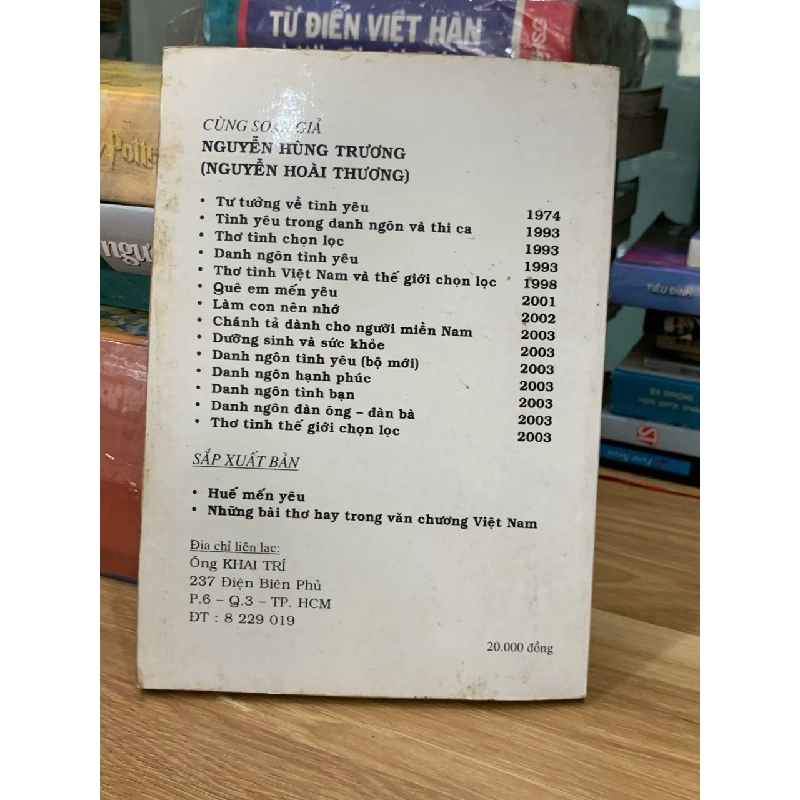 TỪ ĐIỂN VIỆT HÀN
Potter
CÙNG SOẠN GIẢ
NGUYỄN HÙNG TRƯƠNG
(NGUYỄN HOÀI THƯƠNG)
• Tư tưởng về tình yêu 1974
• Tình yêu trong danh ngôn và thi ca 1993
• Thơ tình chọn lọc 1993
• Danh ngôn tình yêu 1993
• Thơ tình Việt Nam và thế giới chọn lọc 1998
• Quê em mến yêu 2001
• Làm con nên nhớ 2002
• Chánh tả dành cho người miền Nam 2003
• Dưỡng sinh và sức khỏe 2003
• Danh ngôn tình yêu (bộ mới) 2003
• Danh ngôn hạnh phúc 2003
• Danh ngôn tình bạn 2003
• Danh ngôn đàn ông – đàn bà 2003
• Thơ tình thế giới chọn lọc 2003
SẮP XUẤT BẢN
• Huế mến yêu
• Những bài thơ hay trong văn chương Việt Nam
Địa chỉ liên lạc:
Ông KHAI TRÍ
237 Điện Biên Phủ
P.6 – Q.3 – TP. HCM
ĐT : 8 229 019
20.000 đồng
TIÊU DÌNH